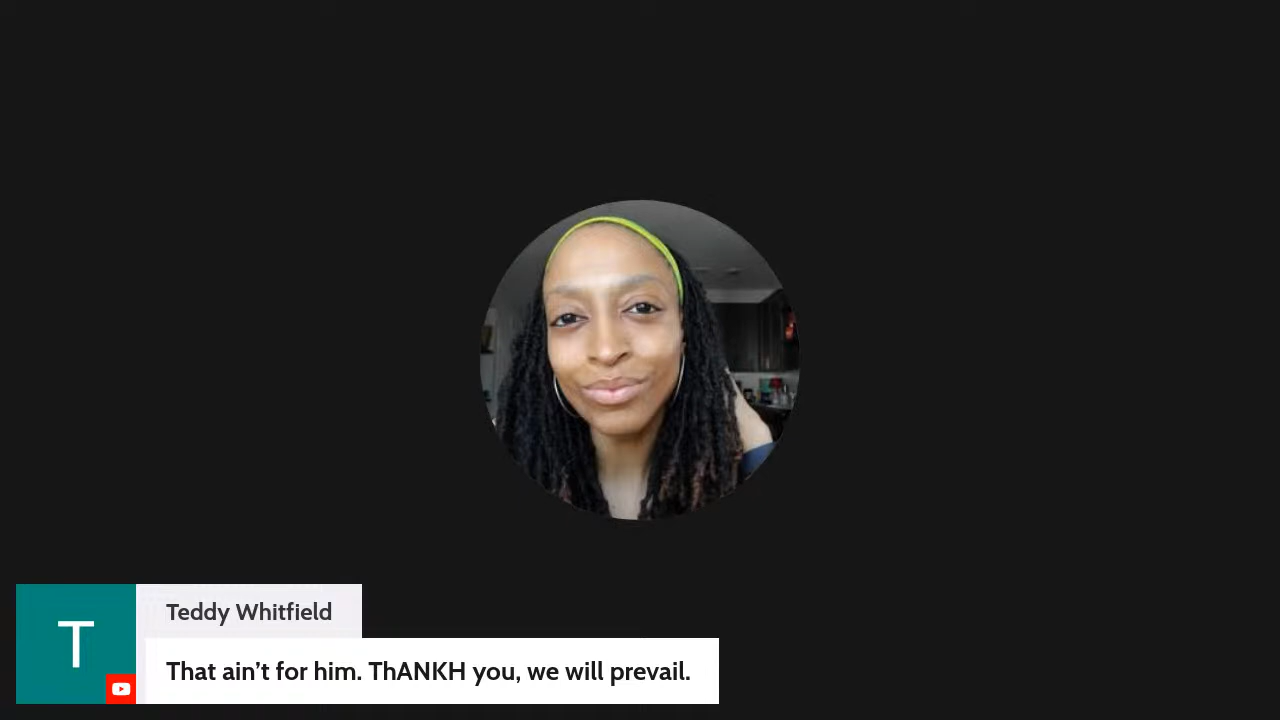 T
Teddy Whitfield
That ain’t for him. ThANKH you, we will prevail.